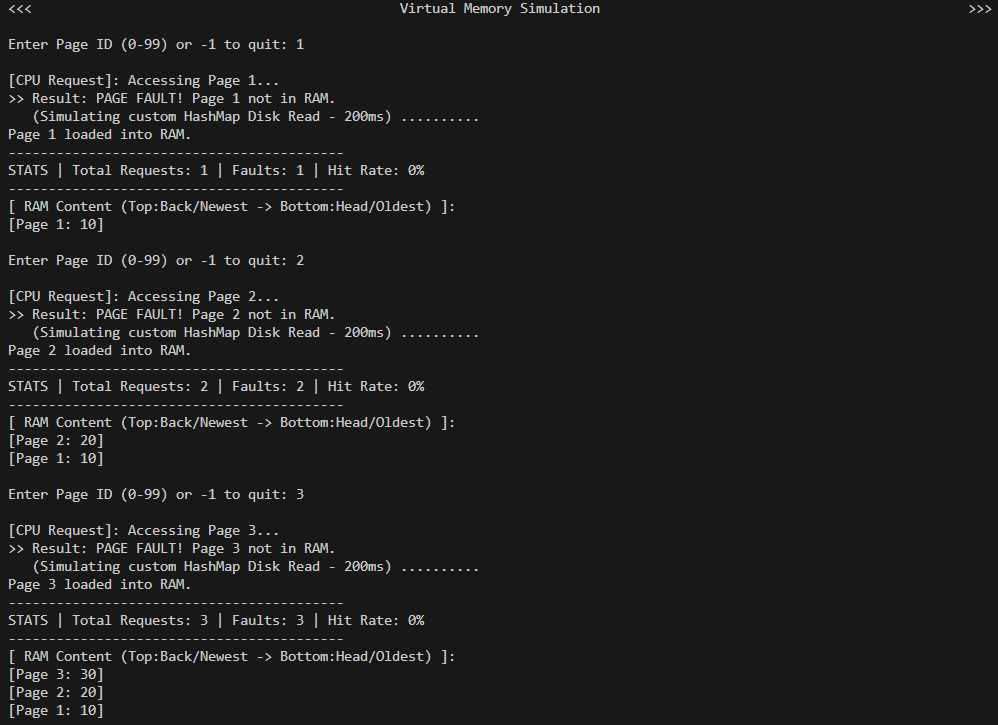 <<< Virtual Memory Simulation >>>
Enter Page ID (0-99) or -1 to quit: 1
[CPU Request]: Accessing Page 1...
>> Result: PAGE FAULT! Page 1 not in RAM.
(Simulating custom HashMap Disk Read - 200ms) ..........
Page 1 loaded into RAM.
------------------------------------------
STATS | Total Requests: 1 | Faults: 1 | Hit Rate: 0%
------------------------------------------
[ RAM Content (Top:Back/Newest -> Bottom:Head/Oldest) ]:
[Page 1: 10]
Enter Page ID (0-99) or -1 to quit: 2
[CPU Request]: Accessing Page 2...
>> Result: PAGE FAULT! Page 2 not in RAM.
(Simulating custom HashMap Disk Read - 200ms) ..........
Page 2 loaded into RAM.
------------------------------------------
STATS | Total Requests: 2 | Faults: 2 | Hit Rate: 0%
------------------------------------------
[ RAM Content (Top:Back/Newest -> Bottom:Head/Oldest) ]:
[Page 2: 20]
[Page 1: 10]
Enter Page ID (0-99) or -1 to quit: 3
[CPU Request]: Accessing Page 3...
>> Result: PAGE FAULT! Page 3 not in RAM.
(Simulating custom HashMap Disk Read - 200ms) ..........
Page 3 loaded into RAM.
------------------------------------------
STATS | Total Requests: 3 | Faults: 3 | Hit Rate: 0%
------------------------------------------
[ RAM Content (Top:Back/Newest -> Bottom:Head/Oldest) ]:
[Page 3: 30]
[Page 2: 20]
[Page 1: 10]